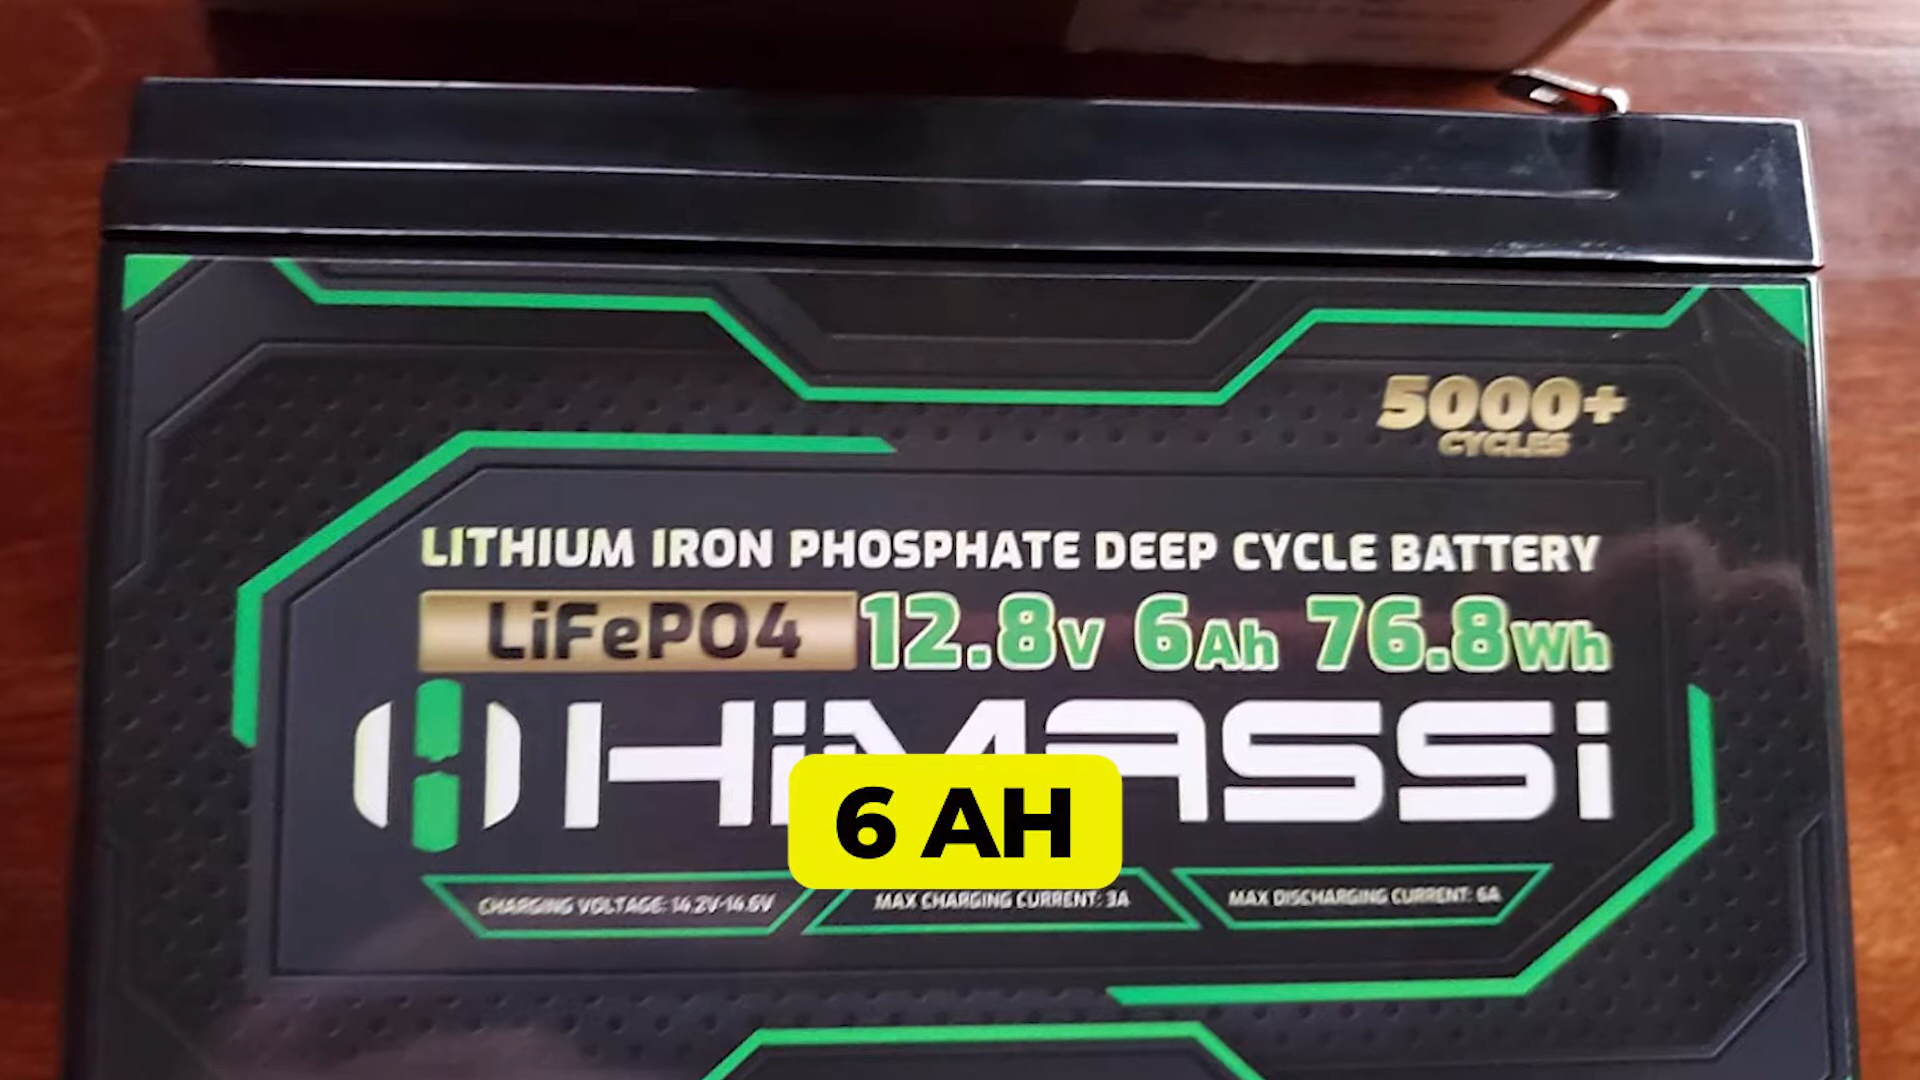 5000+
CYCLES
LITHIUM IRON PHOSPHATE DEEP CYCLE BATTERY
LiFePO4 12.8V 6Ah 76.8Wh
HiMASSi
6 AH
CHARGING VOLTAGE: 14.2V-14.6V MAX CHARGING CURRENT: 3A MAX DISCHARGING CURRENT: 6A